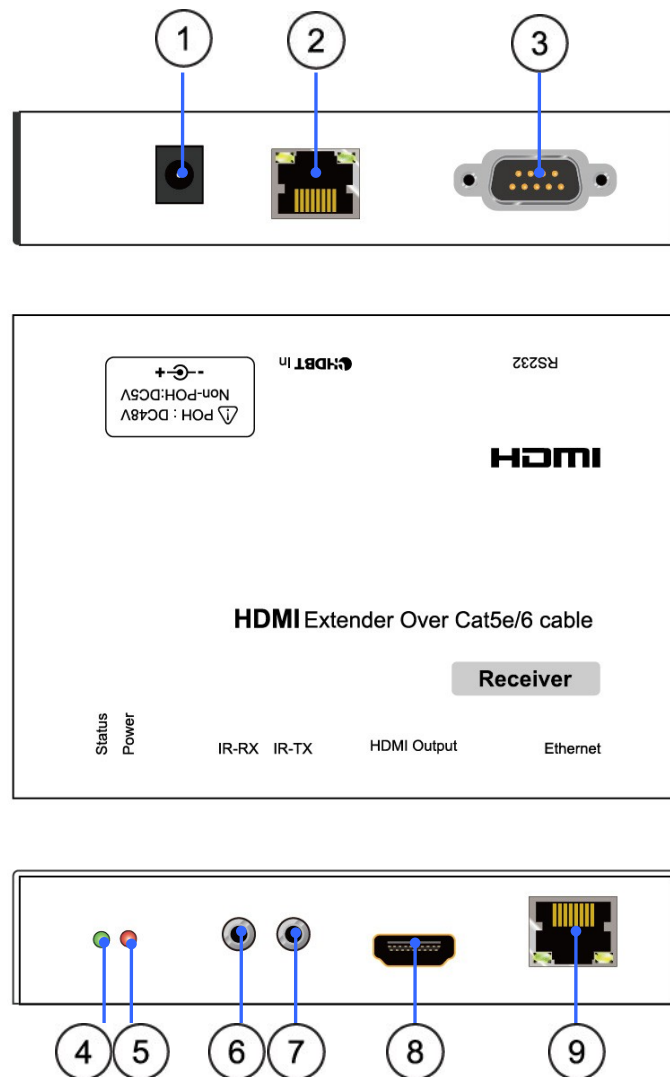 1 2 3
POH : DC48V
Non-POH:DC5V
- +
HDBT In
RS232
HDMI
HDMI Extender Over Cat5e/6 cable
Receiver
Status
Power
IR-RX IR-TX HDMI Output Ethernet
4 5 6 7 8 9